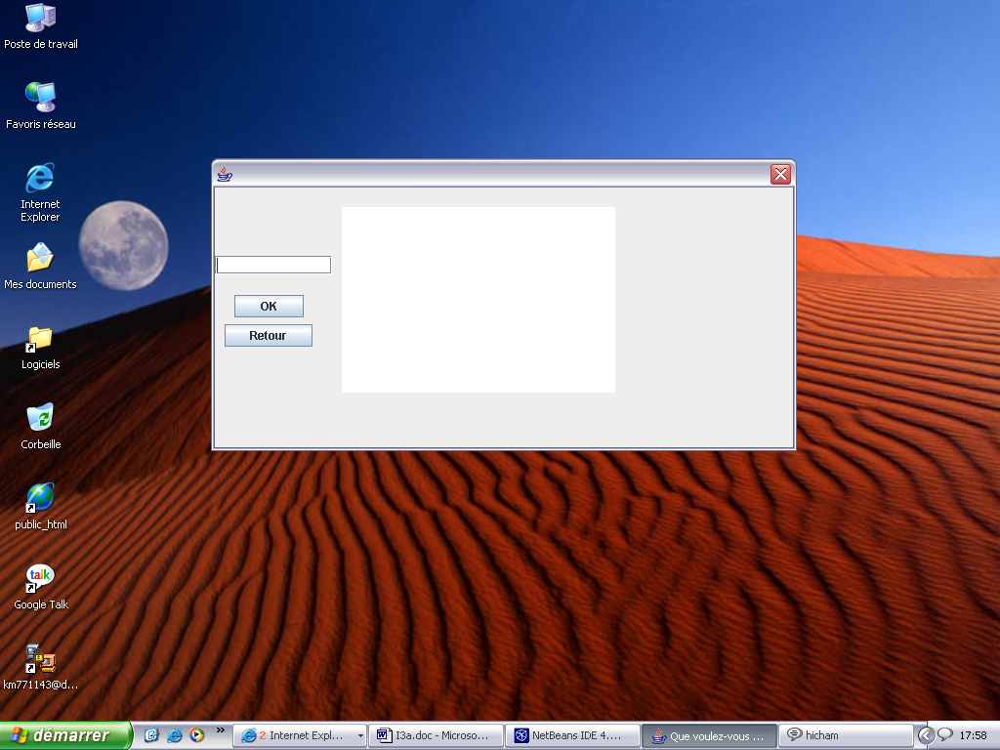 Poste de travail
Favoris réseau
Internet
Explorer
Mes documents
Logiciels
Corbeille
public_html
talk
Google Talk
km771143@d...
OK
Retour
démarrer
»
2 Internet Expl...
I3a.doc - Microso...
NetBeans IDE 4....
Que voulez-vous ...
hicham
17:58